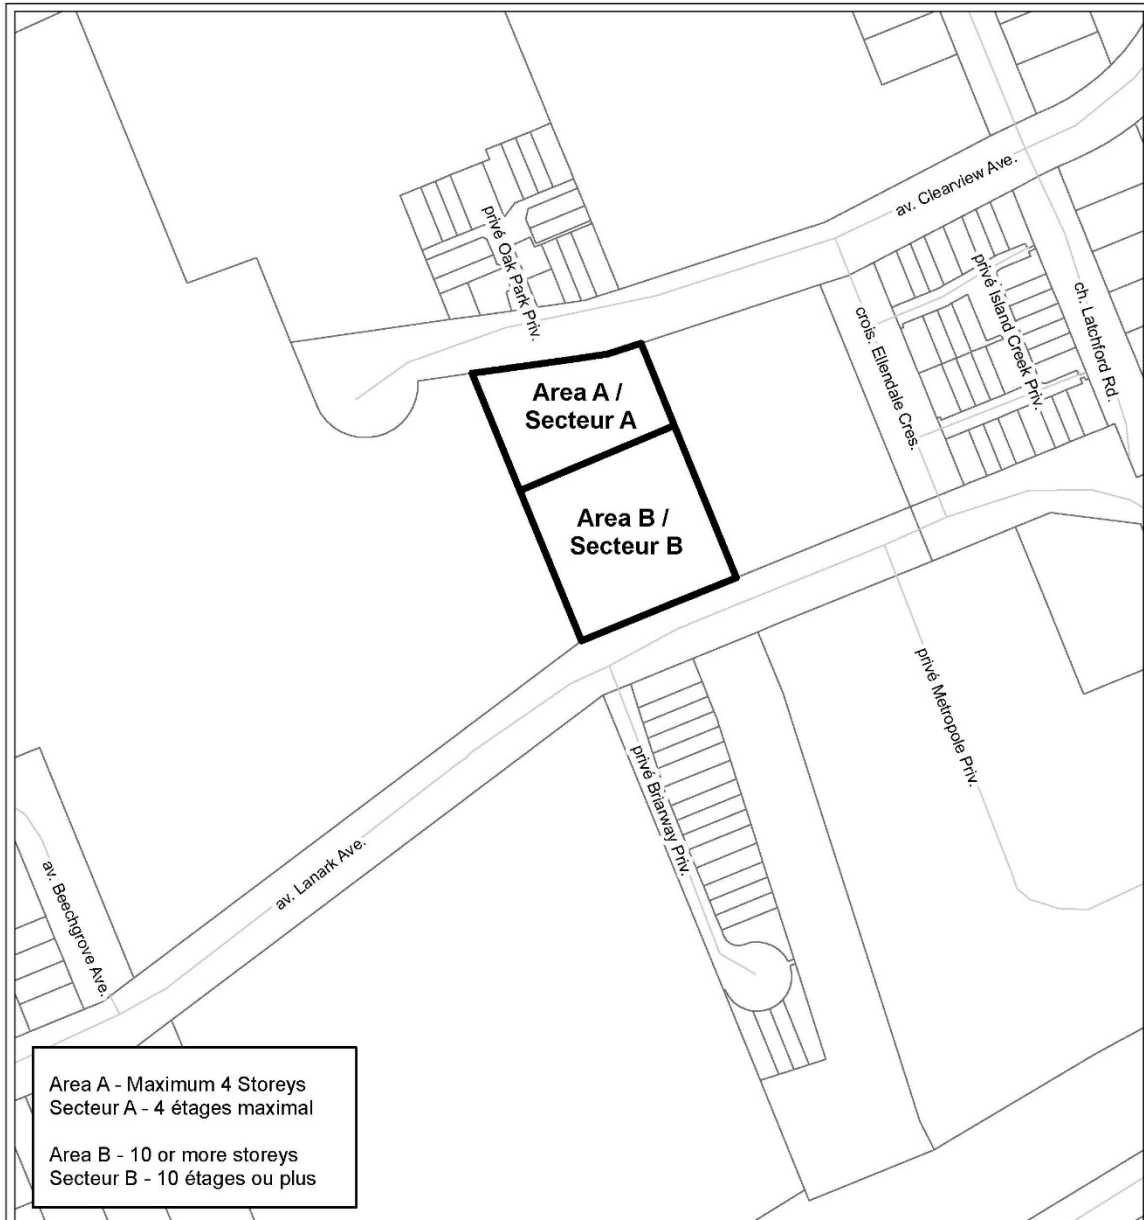 av. Clearview Ave.
privé Oak Park Priv.
privé Island Creek Priv.
ch. Latchford Rd.
crois. Ellendale Cres.
Area A /
Secteur A
Area B /
Secteur B
privé Metropole Priv.
privé Briarway Priv.
av. Lanark Ave.
av. Beechgrove Ave.
Area A - Maximum 4 Storeys
Secteur A - 4 étages maximal
Area B - 10 or more storeys
Secteur B - 10 étages ou plus